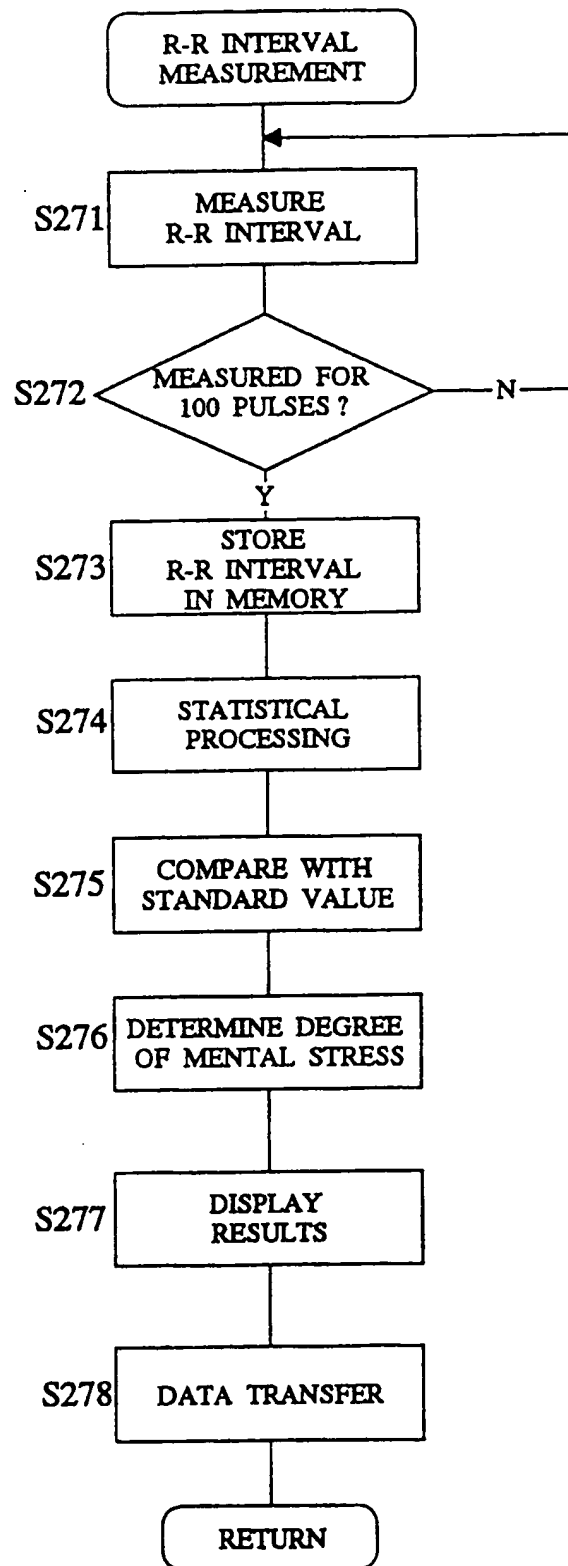 R-R INTERVAL
MEASUREMENT
S271
MEASURE
R-R INTERVAL
S272
MEASURED FOR
100 PULSES ?
N
Y
S273
STORE
R-R INTERVAL
IN MEMORY
S274
STATISTICAL
PROCESSING
S275
COMPARE WITH
STANDARD VALUE
S276
DETERMINE DEGREE
OF MENTAL STRESS
S277
DISPLAY
RESULTS
S278
DATA TRANSFER
RETURN